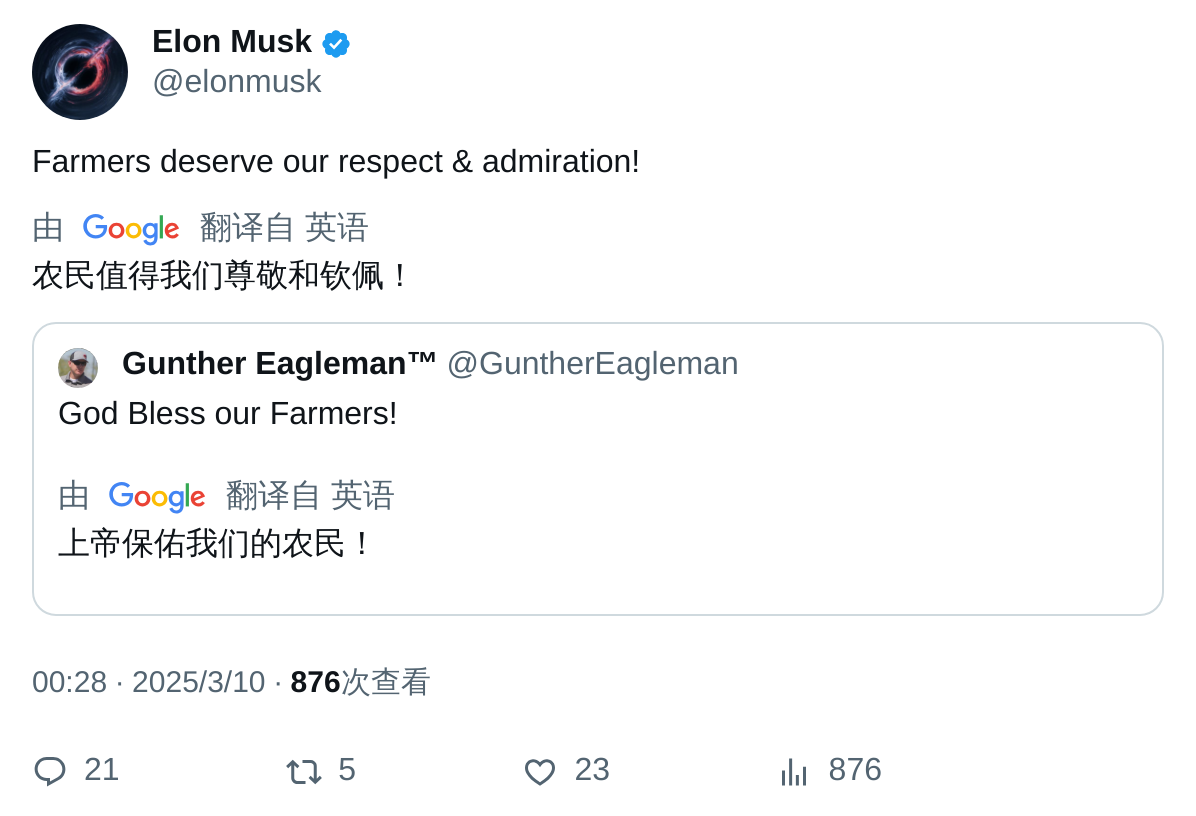 Elon Musk
@elonmusk
Farmers deserve our respect & admiration!
由 Google 翻译自 英语
农民值得我们尊敬和钦佩！
Gunther Eagleman™ @GuntherEagleman
God Bless our Farmers!
由 Google 翻译自 英语
上帝保佑我们的农民！
00:28 · 2025/3/10 · 876次查看
21 5 23 876